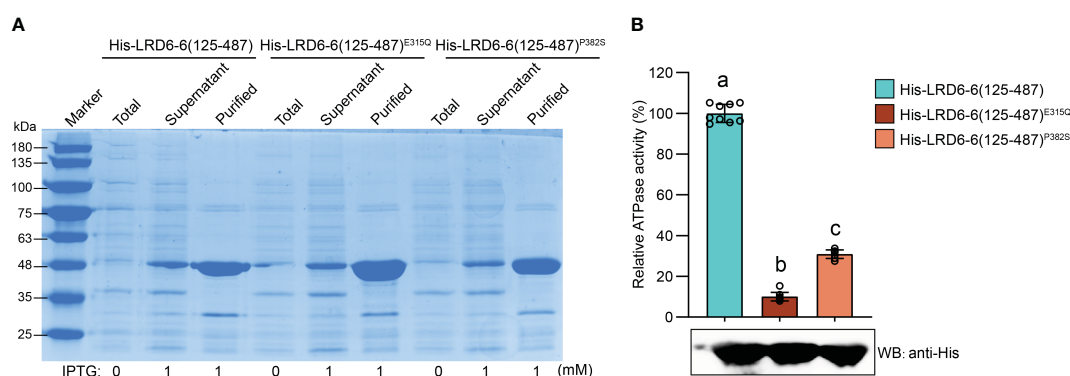 A
His-LRD6-6(125-487) His-LRD6-6(125-487)E315Q His-LRD6-6(125-487)P382S
Marker Total Supernatant Purified Total Supernatant Purified Total Supernatant Purified
kDa
180
135
100
75
63
48
35
25
IPTG: 0 1 1 0 1 1 0 1 1 (mM)
B
Relative ATPase activity (%)
120
100
80
60
40
20
0
a
b
c
His-LRD6-6(125-487)
His-LRD6-6(125-487)E315Q
His-LRD6-6(125-487)P382S
WB: anti-His